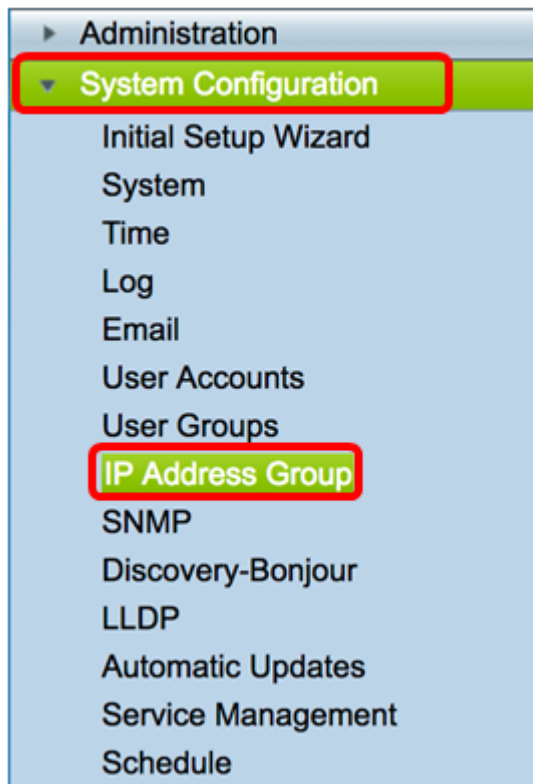 Administration
System Configuration
Initial Setup Wizard
System
Time
Log
Email
User Accounts
User Groups
IP Address Group
SNMP
Discovery-Bonjour
LLDP
Automatic Updates
Service Management
Schedule